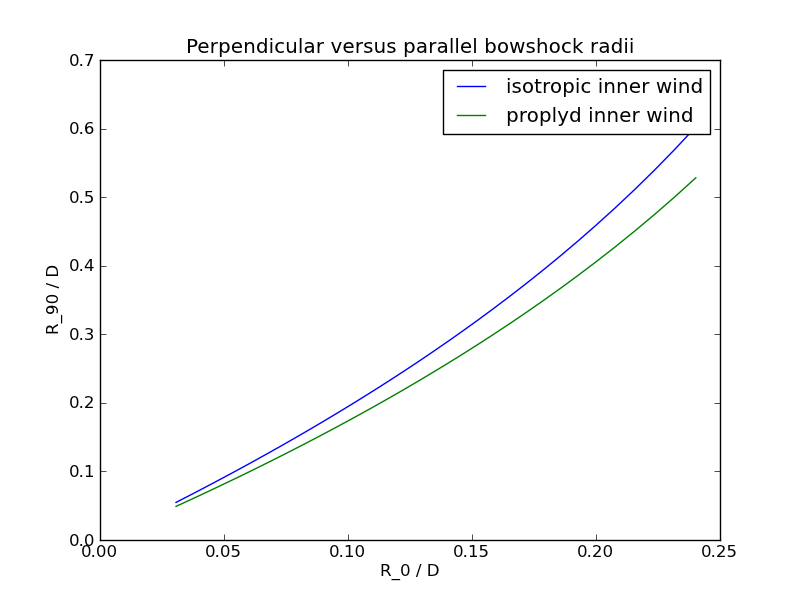 Perpendicular versus parallel bowshock radii
isotropic inner wind
proplyd inner wind
0.7
0.6
0.5
0.4
0.3
0.2
0.1
0.0
R_90 / D
0.00 0.05 0.10 0.15 0.20 0.25
R_0 / D